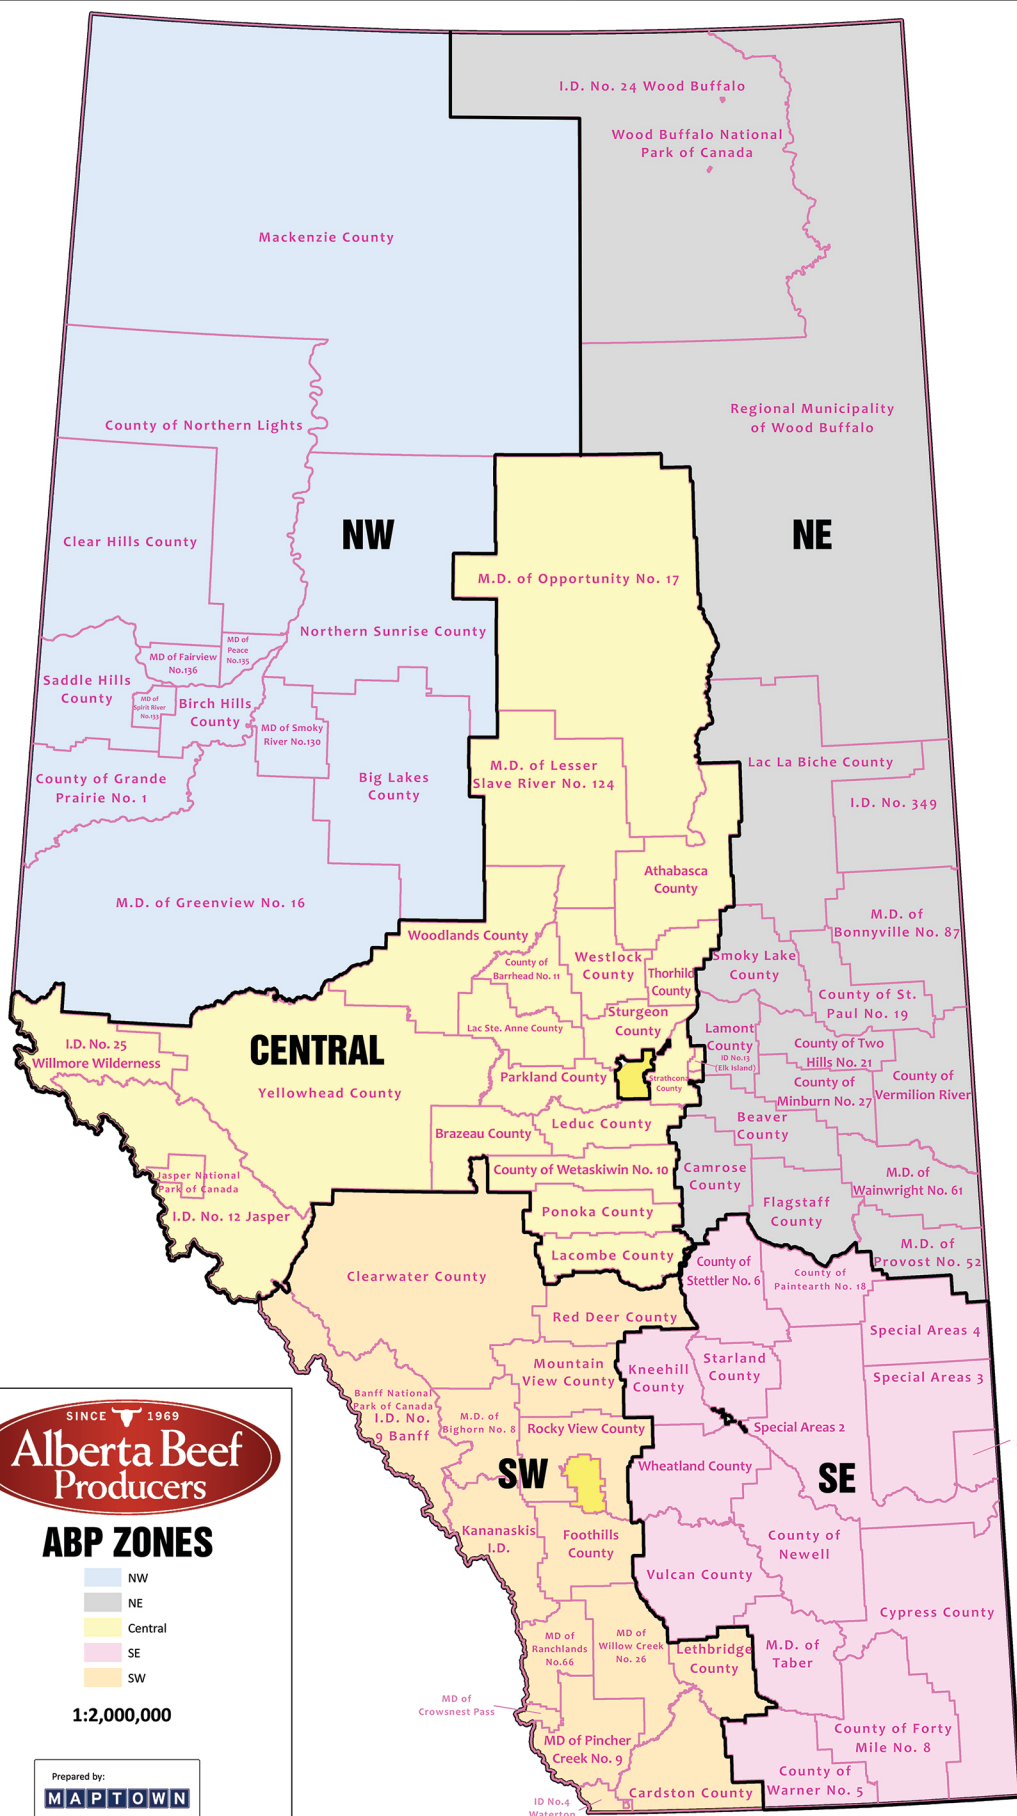 I.D. No. 24 Wood Buffalo
Wood Buffalo National
Park of Canada
Mackenzie County
Regional Municipality
of Wood Buffalo
County of Northern Lights
NW
NE
Clear Hills County
M.D. of Opportunity No. 17
Northern Sunrise County
MD of
Peace
No.135
MD of Fairview
No.136
Saddle Hills
County
MD of
Spirit River
No.133
Birch Hills
County
MD of Smoky
River No.130
Big Lakes
County
M.D. of Lesser
Slave River No. 124
Lac La Biche County
County of Grande
Prairie No. 1
I.D. No. 349
Athabasca
County
M.D. of Greenview No. 16
M.D. of
Bonnyville No. 87
Woodlands County
County of
Barrhead No. 11
Westlock
County
Thorhild
County
Smoky Lake
County
County of St.
Paul No. 19
Sturgeon
County
Lac Ste. Anne County
Lamont
County
ID No.13
(Elk Island)
County of Two
Hills No. 21
I.D. No. 25
Willmore Wilderness
CENTRAL
Yellowhead County
Parkland County
Strathcona
County
County of
Minburn No. 27
County of
Vermilion River
Brazeau County
Leduc County
Beaver
County
County of Wetaskiwin No. 10
Camrose
County
M.D. of
Wainwright No. 61
Jasper National
Park of Canada
I.D. No. 12 Jasper
Ponoka County
Flagstaff
County
Lacombe County
M.D. of
Provost No. 52
Clearwater County
County of
Stettler No. 6
County of
Paintearth No. 18
Red Deer County
Special Areas 4
Mountain
View County
Kneehill
County
Starland
County
Special Areas 3
Banff National
Park of Canada
I.D. No.
9 Banff
M.D. of
Bighorn No. 8
Rocky View County
Special Areas 2
SW
Wheatland County
SE
Kananaskis
I.D.
Foothills
County
County of
Newell
Vulcan County
Cypress County
MD of
Ranchlands
No.66
MD of
Willow Creek
No. 26
Lethbridge
County
M.D. of
Taber
MD of
Crowsnest Pass
MD of Pincher
Creek No. 9
County of Forty
Mile No. 8
Cardston County
County of
Warner No. 5
ID No.4
Waterton
SINCE 1969
Alberta Beef
Producers
ABP ZONES
NW
NE
Central
SE
SW
1:2,000,000
Prepared by:
MAPTOWN